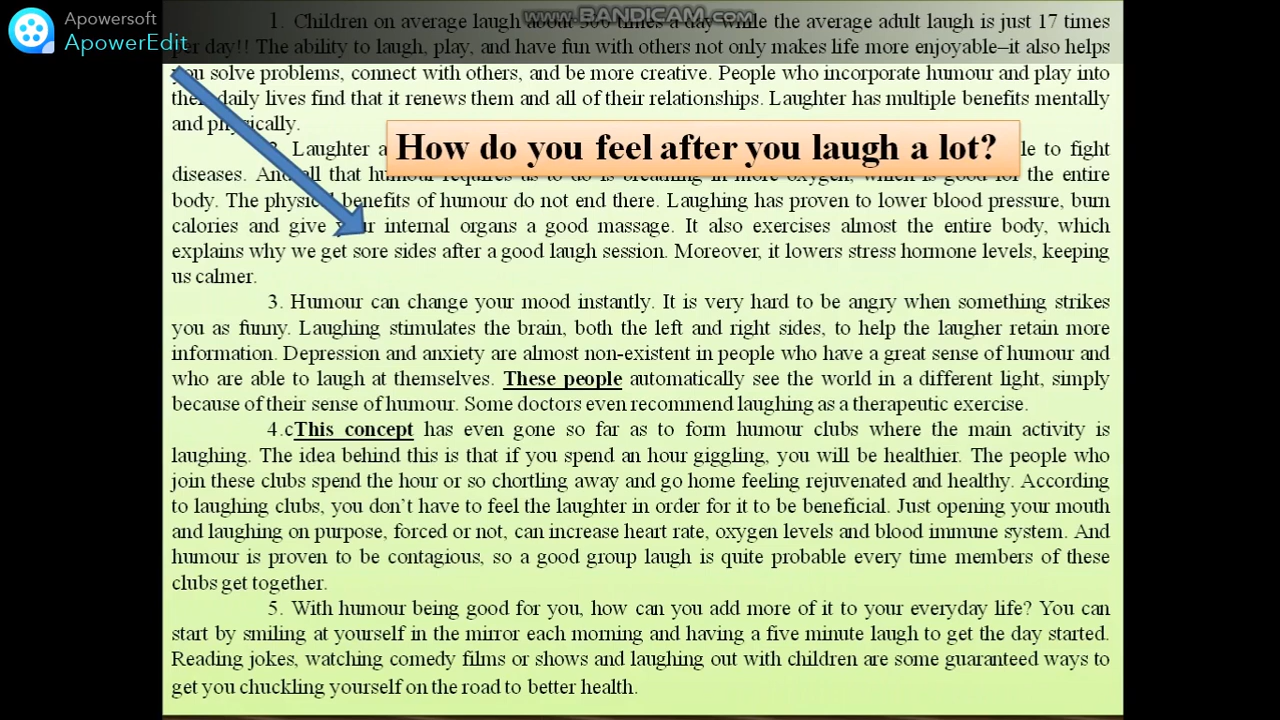 Apowersoft
ApowerEdit
WWW.BANDICAM.COM
1. Children on average laugh about 300 times a day while the average adult laugh is just 17 times
per day!! The ability to laugh, play, and have fun with others not only makes life more enjoyable–it also helps
you solve problems, connect with others, and be more creative. People who incorporate humour and play into
their daily lives find that it renews them and all of their relationships. Laughter has multiple benefits mentally
and physically.
How do you feel after you laugh a lot?
2. Laughter to fight
diseases. And all that humour requires us to do is breathing in more oxygen, which is good for the entire
body. The physical benefits of humour do not end there. Laughing has proven to lower blood pressure, burn
calories and give your internal organs a good massage. It also exercises almost the entire body, which
explains why we get sore sides after a good laugh session. Moreover, it lowers stress hormone levels, keeping
us calmer.
3. Humour can change your mood instantly. It is very hard to be angry when something strikes
you as funny. Laughing stimulates the brain, both the left and right sides, to help the laugher retain more
information. Depression and anxiety are almost non-existent in people who have a great sense of humour and
who are able to laugh at themselves. These people automatically see the world in a different light, simply
because of their sense of humour. Some doctors even recommend laughing as a therapeutic exercise.
4.cThis concept has even gone so far as to form humour clubs where the main activity is
laughing. The idea behind this is that if you spend an hour giggling, you will be healthier. The people who
join these clubs spend the hour or so chortling away and go home feeling rejuvenated and healthy. According
to laughing clubs, you don't have to feel the laughter in order for it to be beneficial. Just opening your mouth
and laughing on purpose, forced or not, can increase heart rate, oxygen levels and blood immune system. And
humour is proven to be contagious, so a good group laugh is quite probable every time members of these
clubs get together.
5. With humour being good for you, how can you add more of it to your everyday life? You can
start by smiling at yourself in the mirror each morning and having a five minute laugh to get the day started.
Reading jokes, watching comedy films or shows and laughing out with children are some guaranteed ways to
get you chuckling yourself on the road to better health.